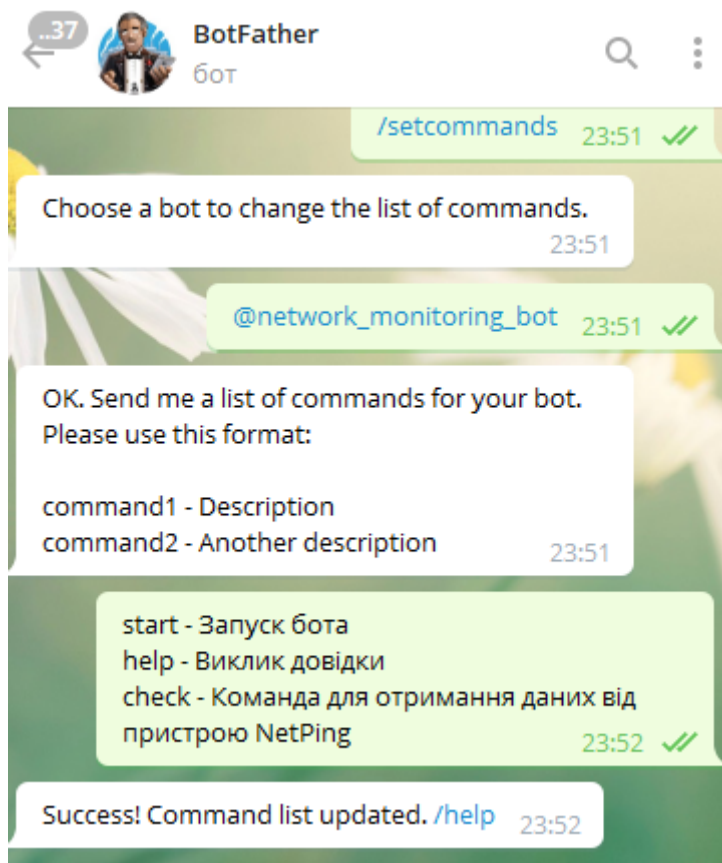 ..37
BotFather
бот
/setcommands 23:51
Choose a bot to change the list of commands.
23:51
@network_monitoring_bot 23:51
OK. Send me a list of commands for your bot.
Please use this format:
command1 - Description
command2 - Another description 23:51
start - Запуск бота
help - Виклик довідки
check - Команда для отримання даних від
пристрою NetPing 23:52
Success! Command list updated. /help 23:52